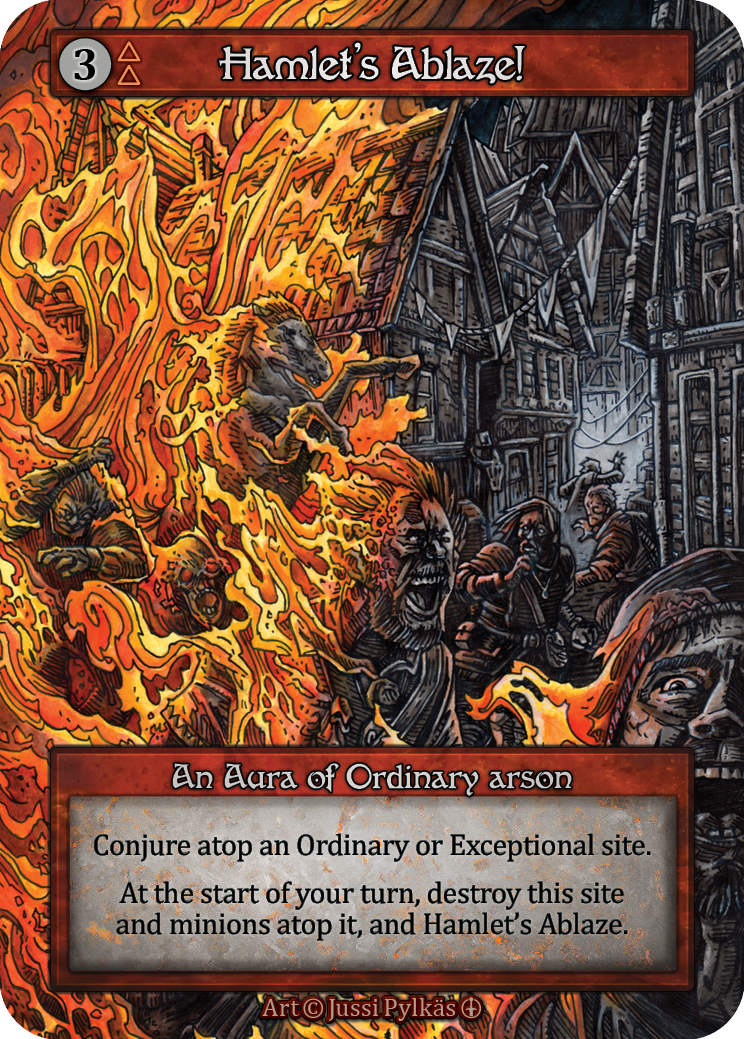 3
Hamlet's Ablaze!
An Aura of Ordinary arson
Conjure atop an Ordinary or Exceptional site.
At the start of your turn, destroy this site
and minions atop it, and Hamlet's Ablaze.
Art © Jussi Pylkäs